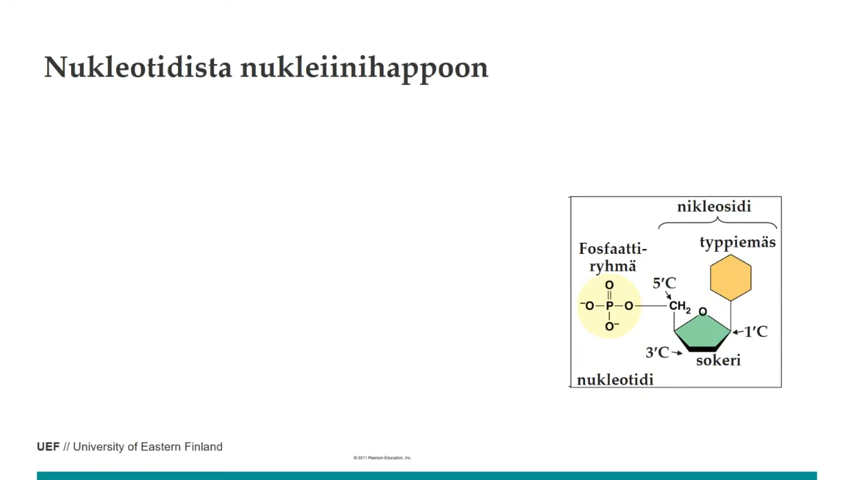 Nukleotidista nukleiinihappoon
nikleosidi
typpiemäs
Fosfaatti-
ryhmä
5'C
O
⁻O–P–O
CH₂
O
O⁻
1'C
3'C
sokeri
nukleotidi
UEF // University of Eastern Finland
© 2011 Pearson Education, Inc.